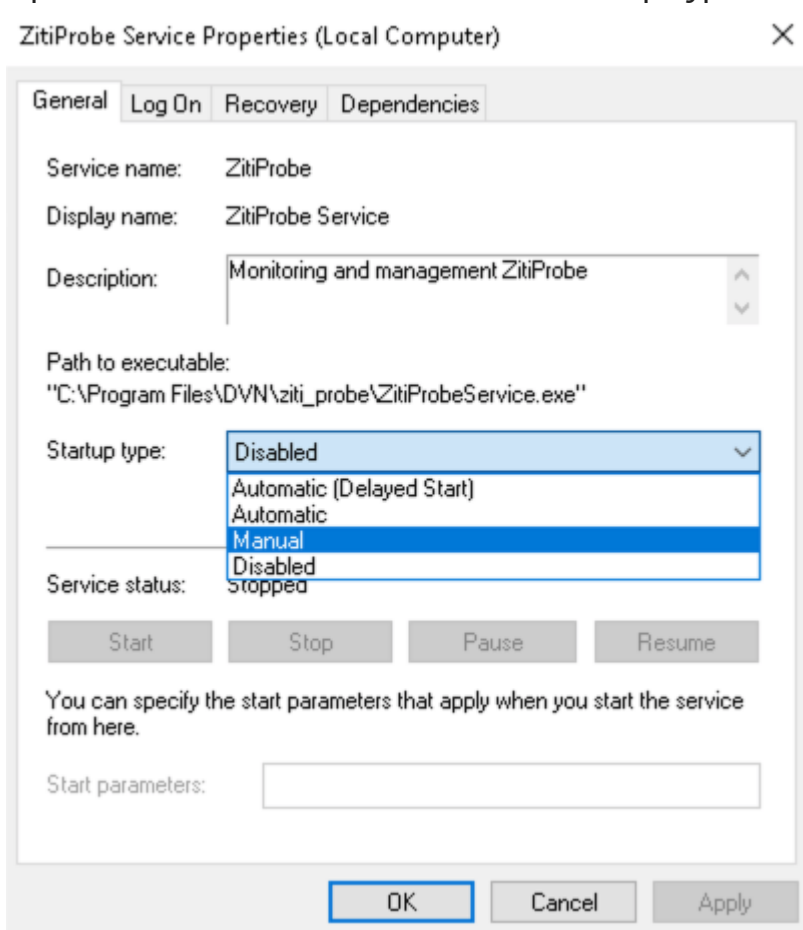 ZitiProbe Service Properties (Local Computer)
General Log On Recovery Dependencies
Service name: ZitiProbe
Display name: ZitiProbe Service
Description: Monitoring and management ZitiProbe
Path to executable:
"C:\Program Files\DVN\ziti_probe\ZitiProbeService.exe"
Startup type: Disabled
Automatic (Delayed Start)
Automatic
Manual
Disabled
Service status: Stopped
Start Stop Pause Resume
You can specify the start parameters that apply when you start the service
from here.
Start parameters:
OK Cancel Apply